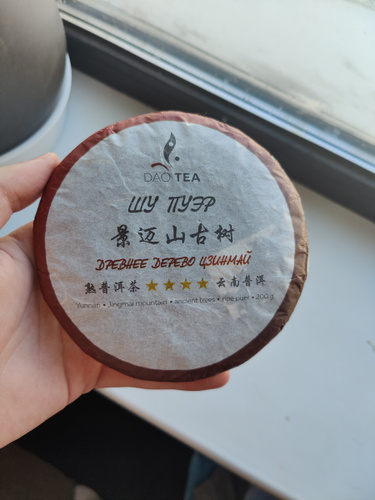 DAO TEA
ШУ ПУЭР
景迈山古树
ДРЕВНЕЕ ДЕРЕВО ЦЗИНМАЙ
熟普洱茶 ★★★★ 云南普洱
Yunnan • Jingmai mountain • ancient trees • ripe puer • 200 g